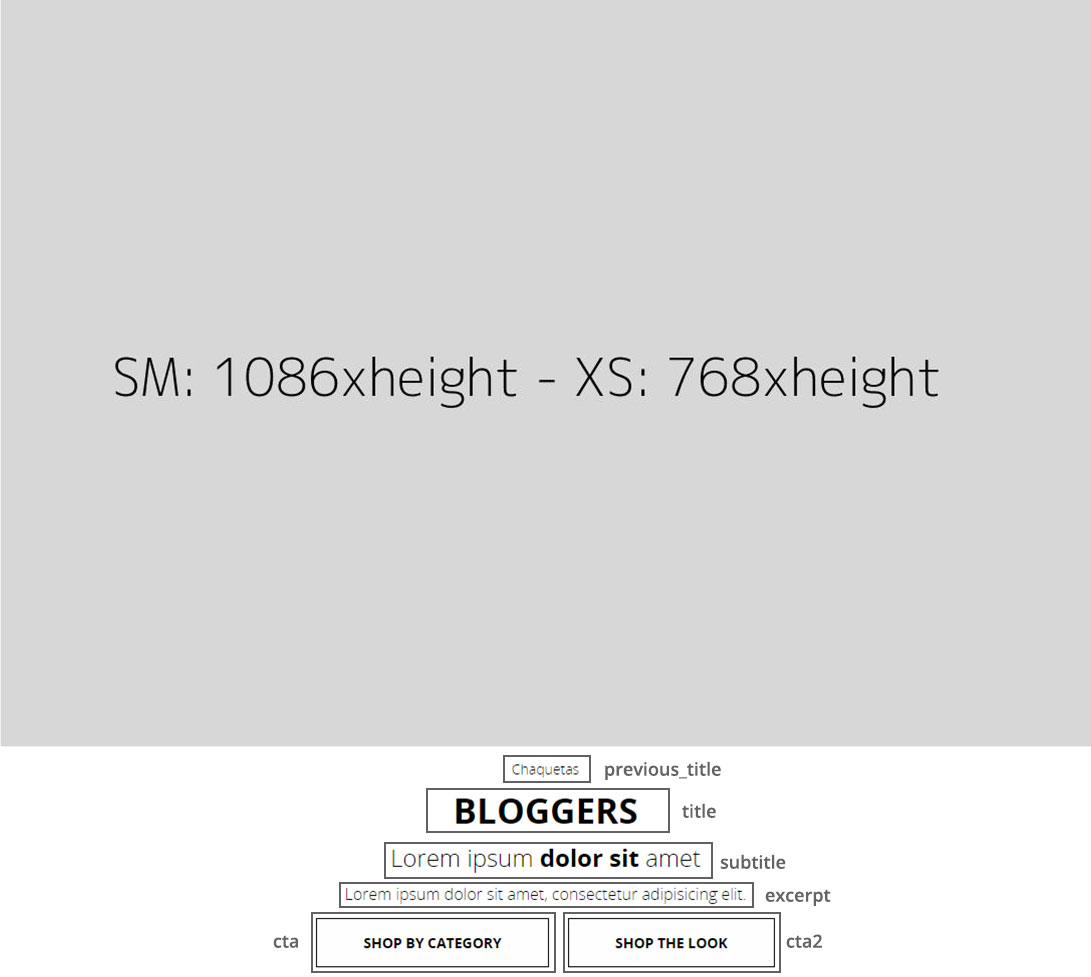 SM: 1086xheight - XS: 768xheight
Chaquetas previous_title
BLOGGERS title
Lorem ipsum dolor sit amet subtitle
Lorem ipsum dolor sit amet, consectetur adipisicing elit. excerpt
cta SHOP BY CATEGORY SHOP THE LOOK cta2